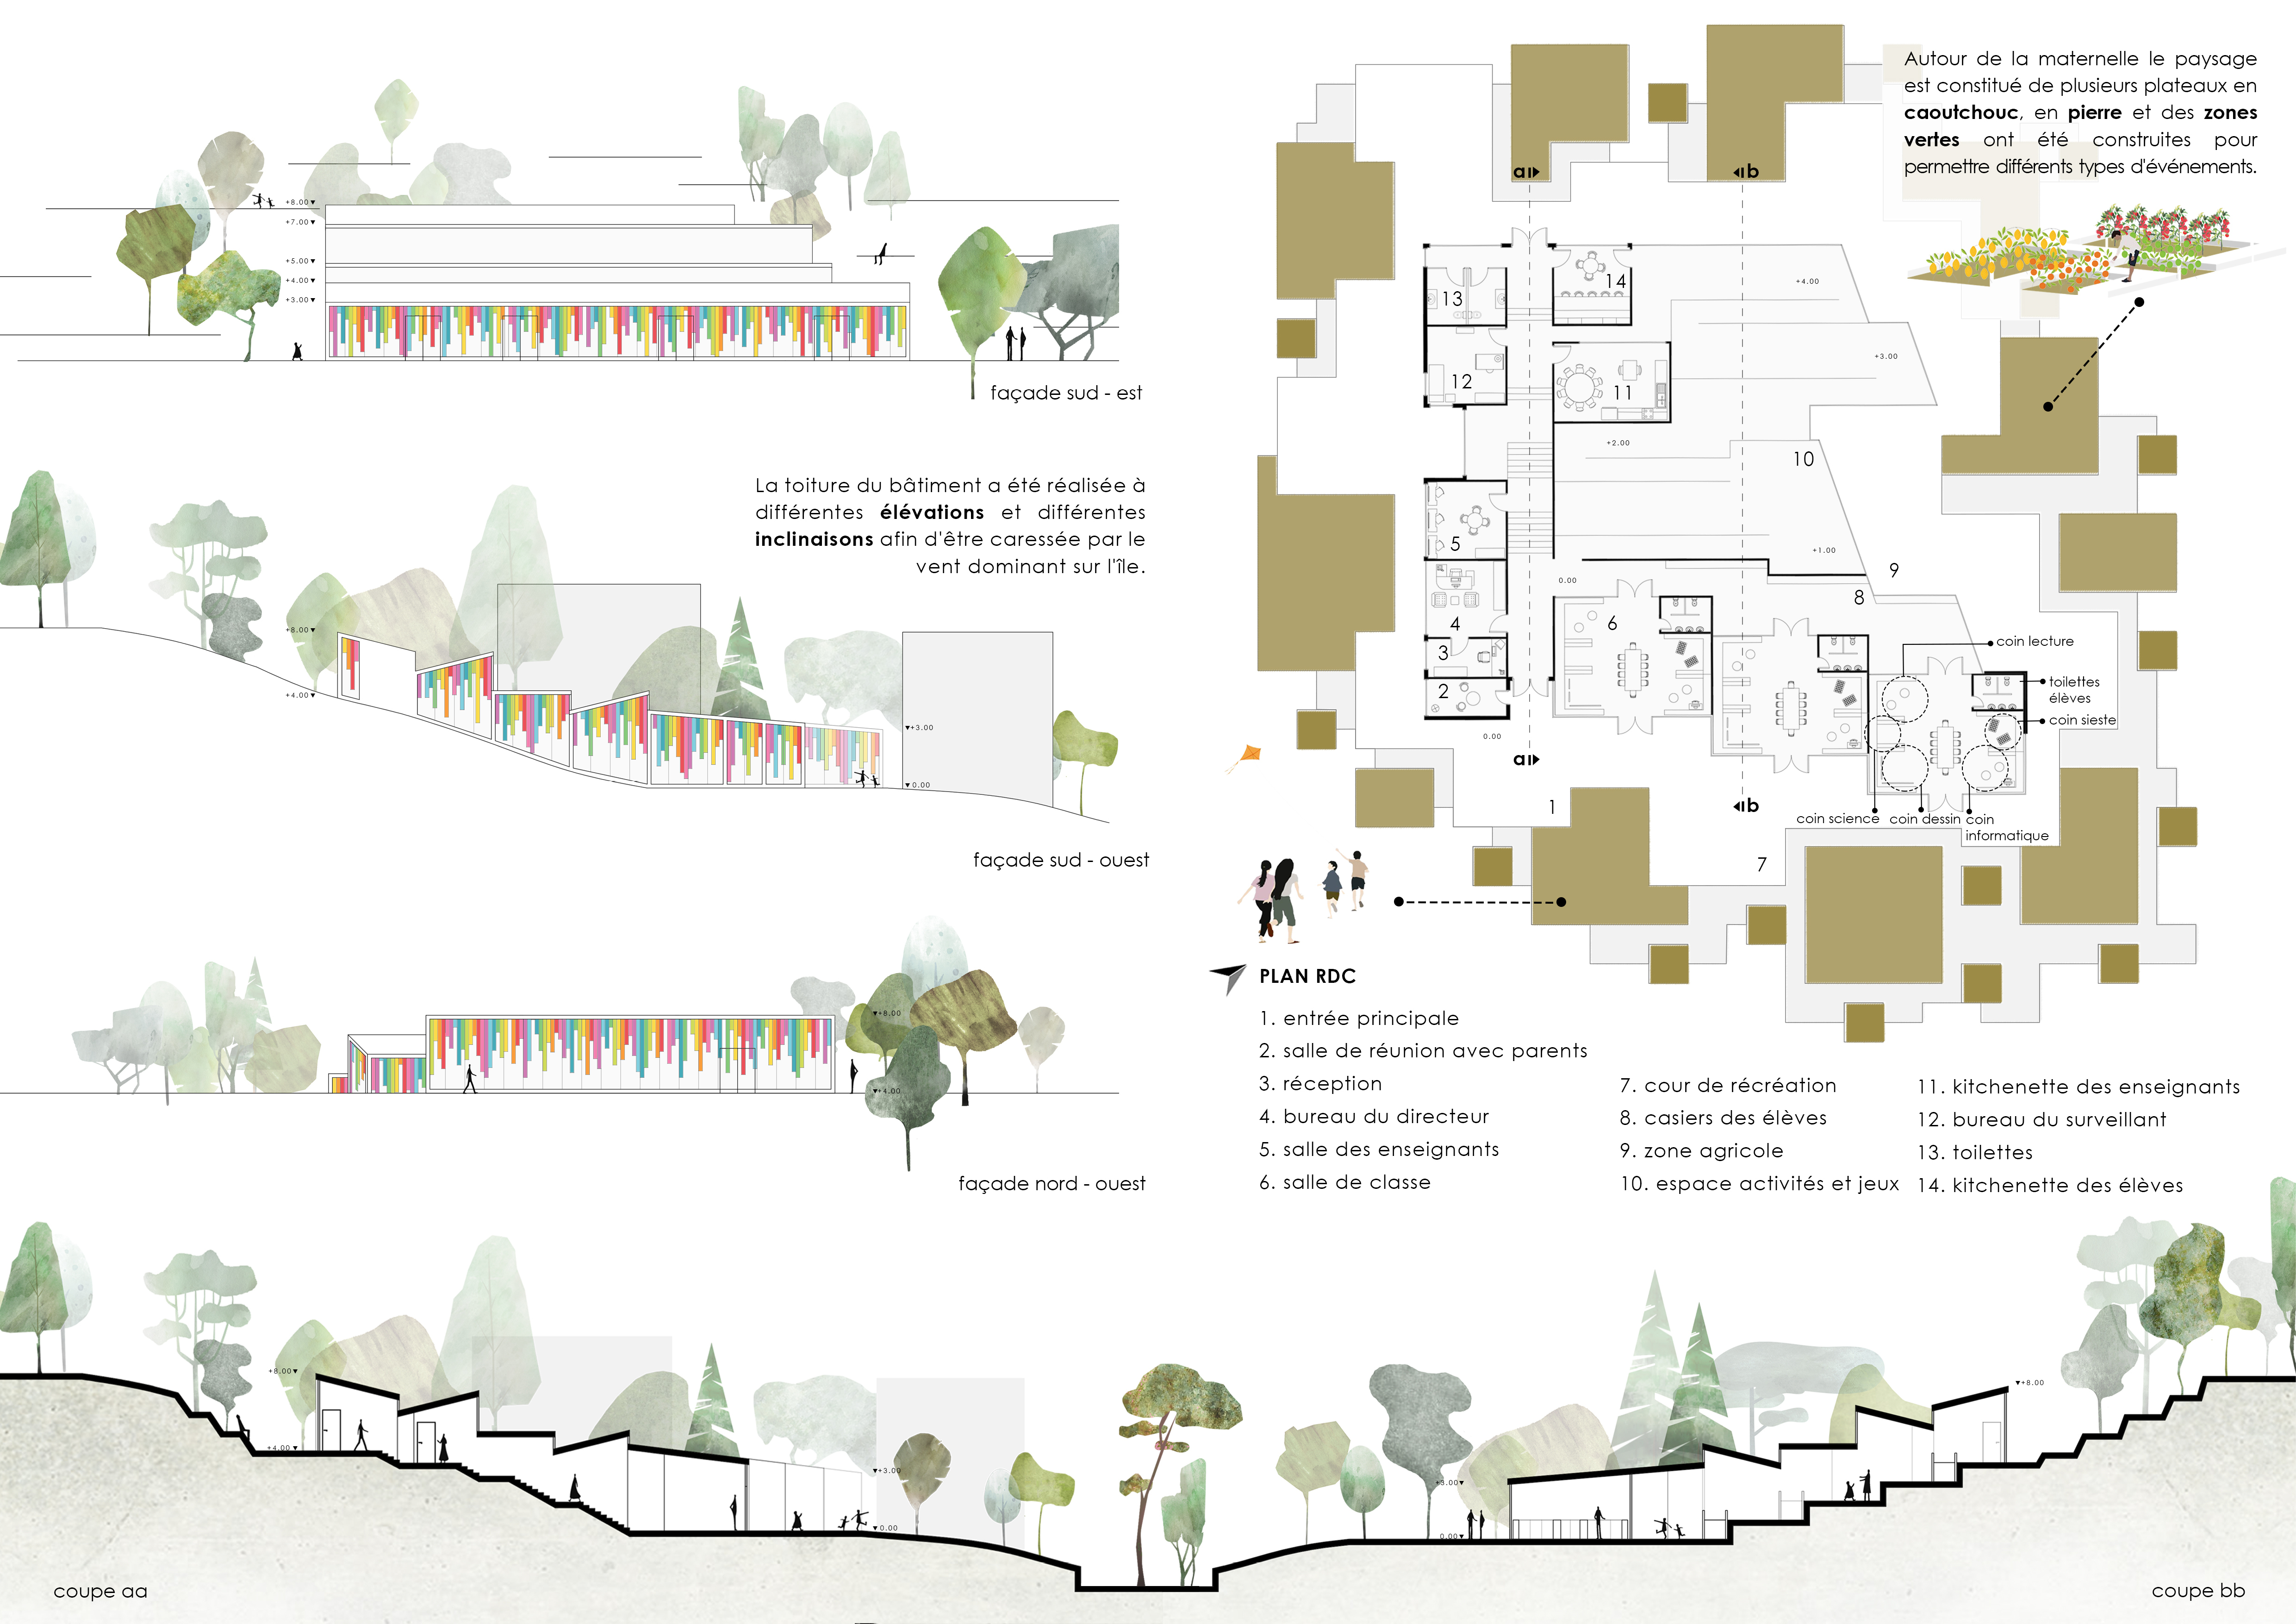 +8.00
+7.00
+5.00
+4.00
+3.00
façade sud - est
La toiture du bâtiment a été réalisée à
différentes élévations et différentes
inclinaisons afin d'être caressée par le
vent dominant sur l'île.
+8.00
+4.00
+3.00
0.00
façade sud - ouest
+8.00
+4.00
façade nord - ouest
Autour de la maternelle le paysage
est constitué de plusieurs plateaux en
caoutchouc, en pierre et des zones
vertes ont été construites pour
permettre différents types d'événements.
a
b
14
13
+4.00
+3.00
12
11
+2.00
10
5
+1.00
9
0.00
8
6
4
3
2
coin lecture
toilettes
élèves
coin sieste
0.00
a
b
1
coin science
coin dessin
coin
informatique
7
PLAN RDC
1. entrée principale
2. salle de réunion avec parents
3. réception
4. bureau du directeur
5. salle des enseignants
6. salle de classe
7. cour de récréation
8. casiers des élèves
9. zone agricole
10. espace activités et jeux
11. kitchenette des enseignants
12. bureau du surveillant
13. toilettes
14. kitchenette des élèves
+8.00
+4.00
+3.00
0.00
coupe aa
+3.00
0.00
+8.00
coupe bb